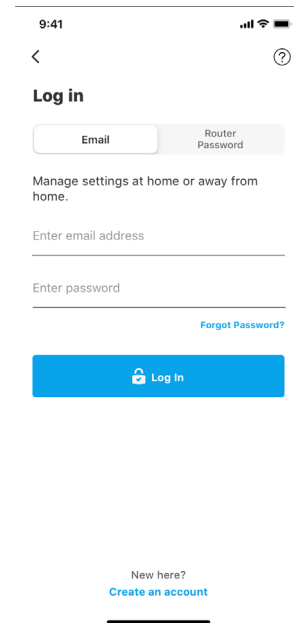 9:41
?
Log in
Email
Router
Password
Manage settings at home or away from
home.
Enter email address
Enter password
Forgot Password?
Log In
New here?
Create an account